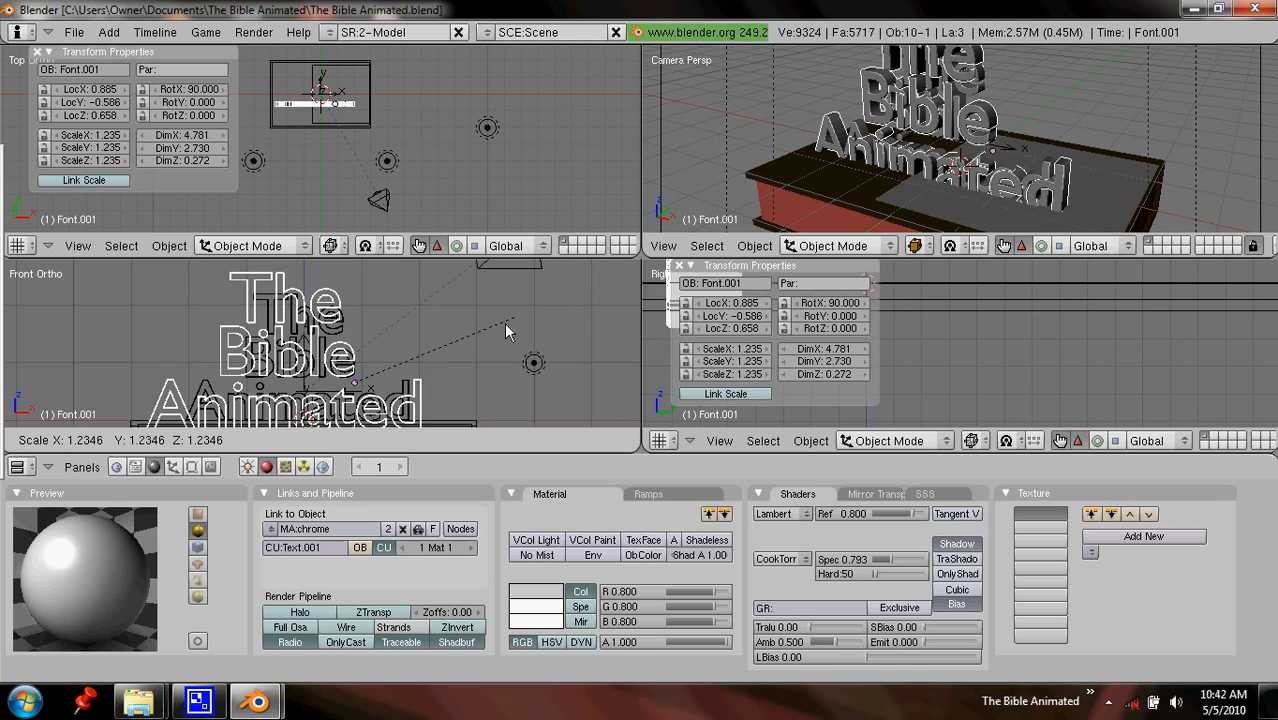 Blender [C:\Users\Owner\Documents\The Bible Animated\The Bible Animated.blend]
File Add Timeline Game Render Help SR:2-Model SCE:Scene www.blender.org 249.2 Ve:9324 | Fa:5717 | Ob:10-1 | La:3 | Mem:2.57M (0.45M) | Time: | Font.001
Transform Properties
Top Ortho
OB: Font.001 Par:
LocX: 0.885 RotX: 90.000
LocY: -0.586 RotY: 0.000
LocZ: 0.658 RotZ: 0.000
ScaleX: 1.235 DimX: 4.781
ScaleY: 1.235 DimY: 2.730
ScaleZ: 1.235 DimZ: 0.272
Link Scale
(1) Font.001
y
x
View Select Object Object Mode Global
Camera Persp
The
Bible
Animated
X
(1) Font.001
View Select Object Object Mode Global
Front Ortho
The
Bible
Animated
x
z
x
(1) Font.001
Scale X: 1.2346 Y: 1.2346 Z: 1.2346
Transform Properties
OB: Font.001 Par:
LocX: 0.885 RotX: 90.000
LocY: -0.586 RotY: 0.000
LocZ: 0.658 RotZ: 0.000
ScaleX: 1.235 DimX: 4.781
ScaleY: 1.235 DimY: 2.730
ScaleZ: 1.235 DimZ: 0.272
Link Scale
z
(1) Font.001
View Select Object Object Mode Global
Panels 1
Preview
Links and Pipeline
Link to Object
MA:chrome 2 F Nodes
CU:Text.001 OB CU 1 Mat 1
Render Pipeline
Halo ZTransp Zoffs: 0.00
Full Osa Wire Strands ZInvert
Radio OnlyCast Traceable Shadbuf
Material Ramps
VCol Light VCol Paint TexFace A Shadeless
No Mist Env ObColor Shad A 1.00
Col R 0.800
Spe G 0.800
Mir B 0.800
RGB HSV DYN A 1.000
Shaders Mirror Transp SSS
Lambert Ref 0.800 Tangent V
Shadow
CookTorr Spec 0.793 TraShado
Hard:50 OnlyShad
Cubic
GR: Exclusive Bias
Tralu 0.00 SBias 0.00
Amb 0.500 Emit 0.000
LBias 0.00
Texture
Add New
The Bible Animated
10:42 AM
5/5/2010